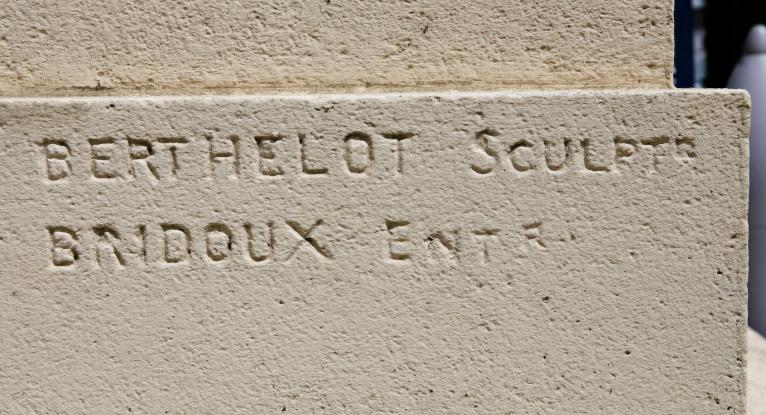 BERTHELOT SCULPTR
BRIDOUX ENTR.